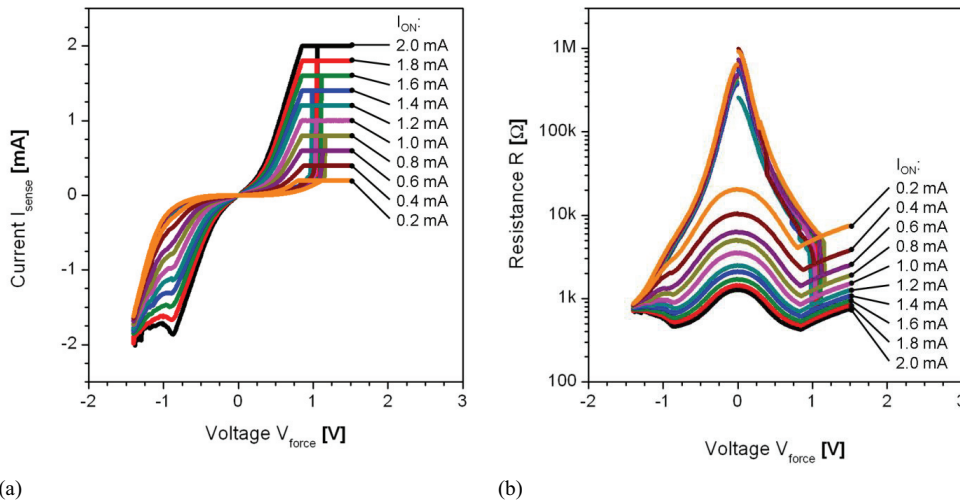 I_ON:
2.0 mA
1.8 mA
1.6 mA
1.4 mA
1.2 mA
1.0 mA
0.8 mA
0.6 mA
0.4 mA
0.2 mA
2
1
0
-1
-2
Current I_sense [mA]
-2 -1 0 1 2 3
Voltage V_force [V]
(a)
1M
100k
10k
1k
100
Resistance R [Ω]
I_ON:
0.2 mA
0.4 mA
0.6 mA
0.8 mA
1.0 mA
1.2 mA
1.4 mA
1.6 mA
1.8 mA
2.0 mA
-2 -1 0 1 2 3
Voltage V_force [V]
(b)